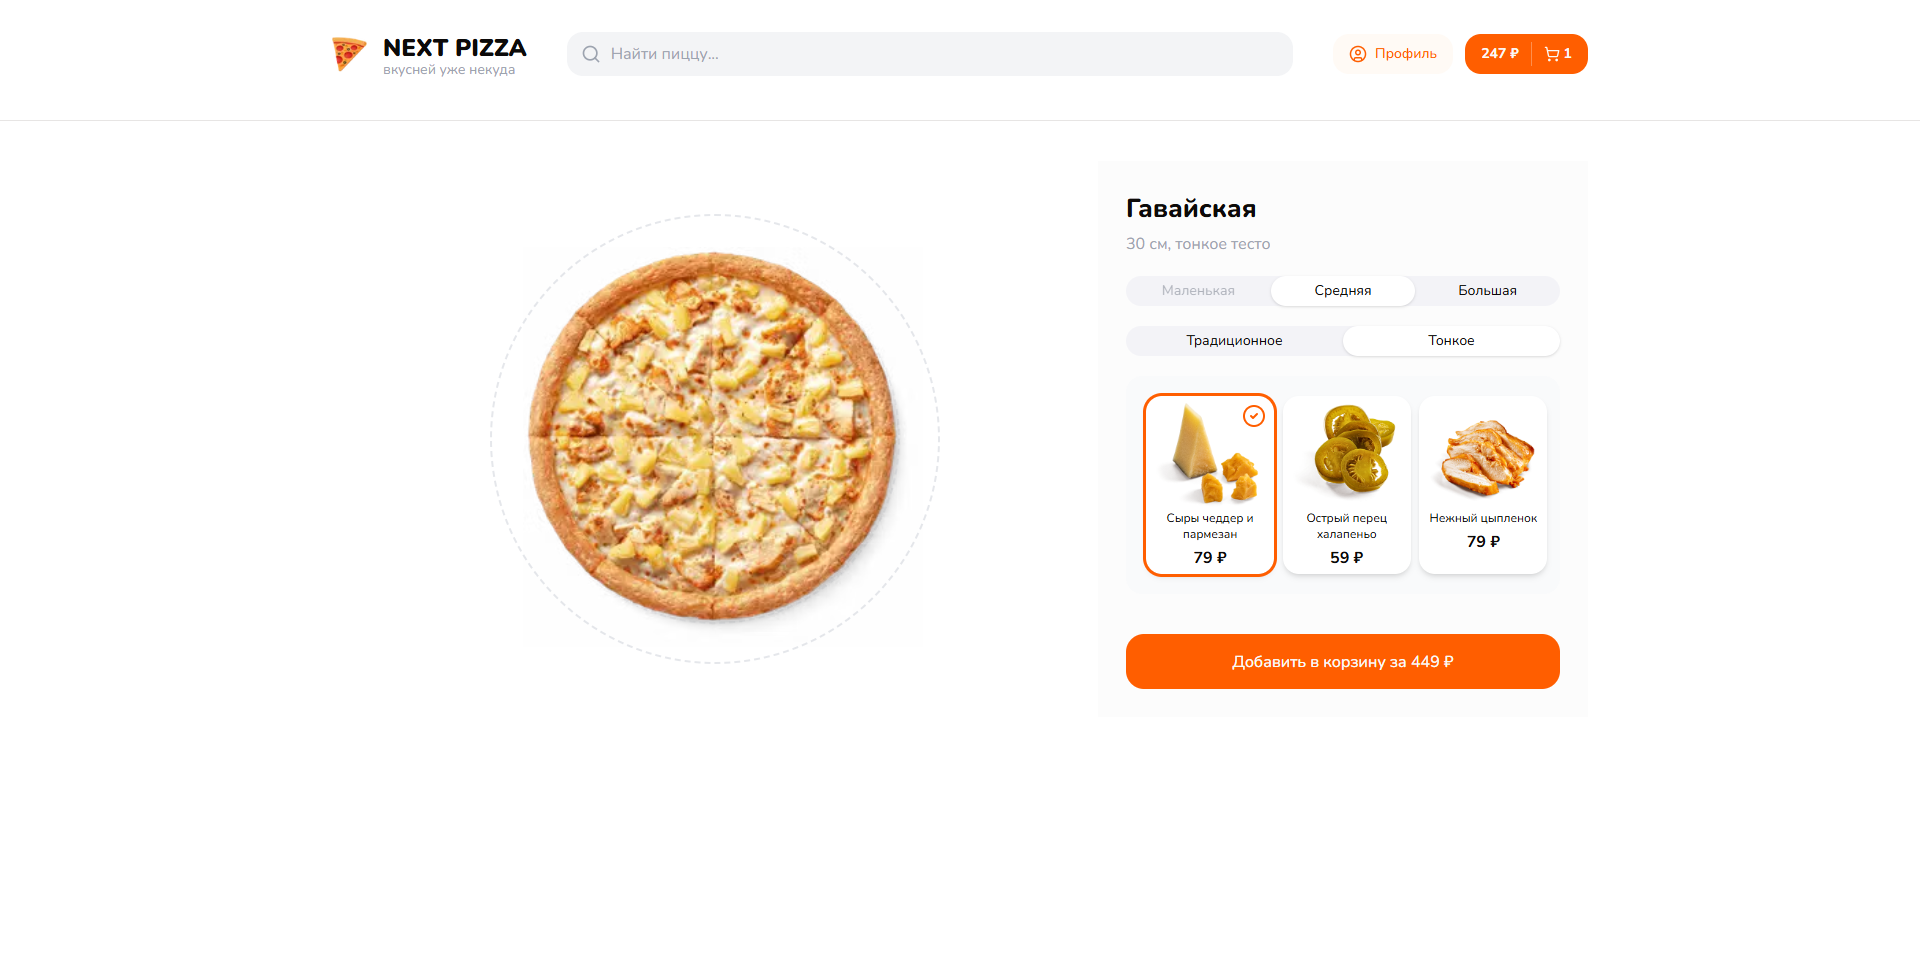 NEXT PIZZA
вкусней уже некуда
Найти пиццу...
Профиль
247 ₽
1
Гавайская
30 см, тонкое тесто
Маленькая
Средняя
Большая
Традиционное
Тонкое
Сыры чеддер и
пармезан
79 ₽
Острый перец
халапеньо
59 ₽
Нежный цыпленок
79 ₽
Добавить в корзину за 449 ₽